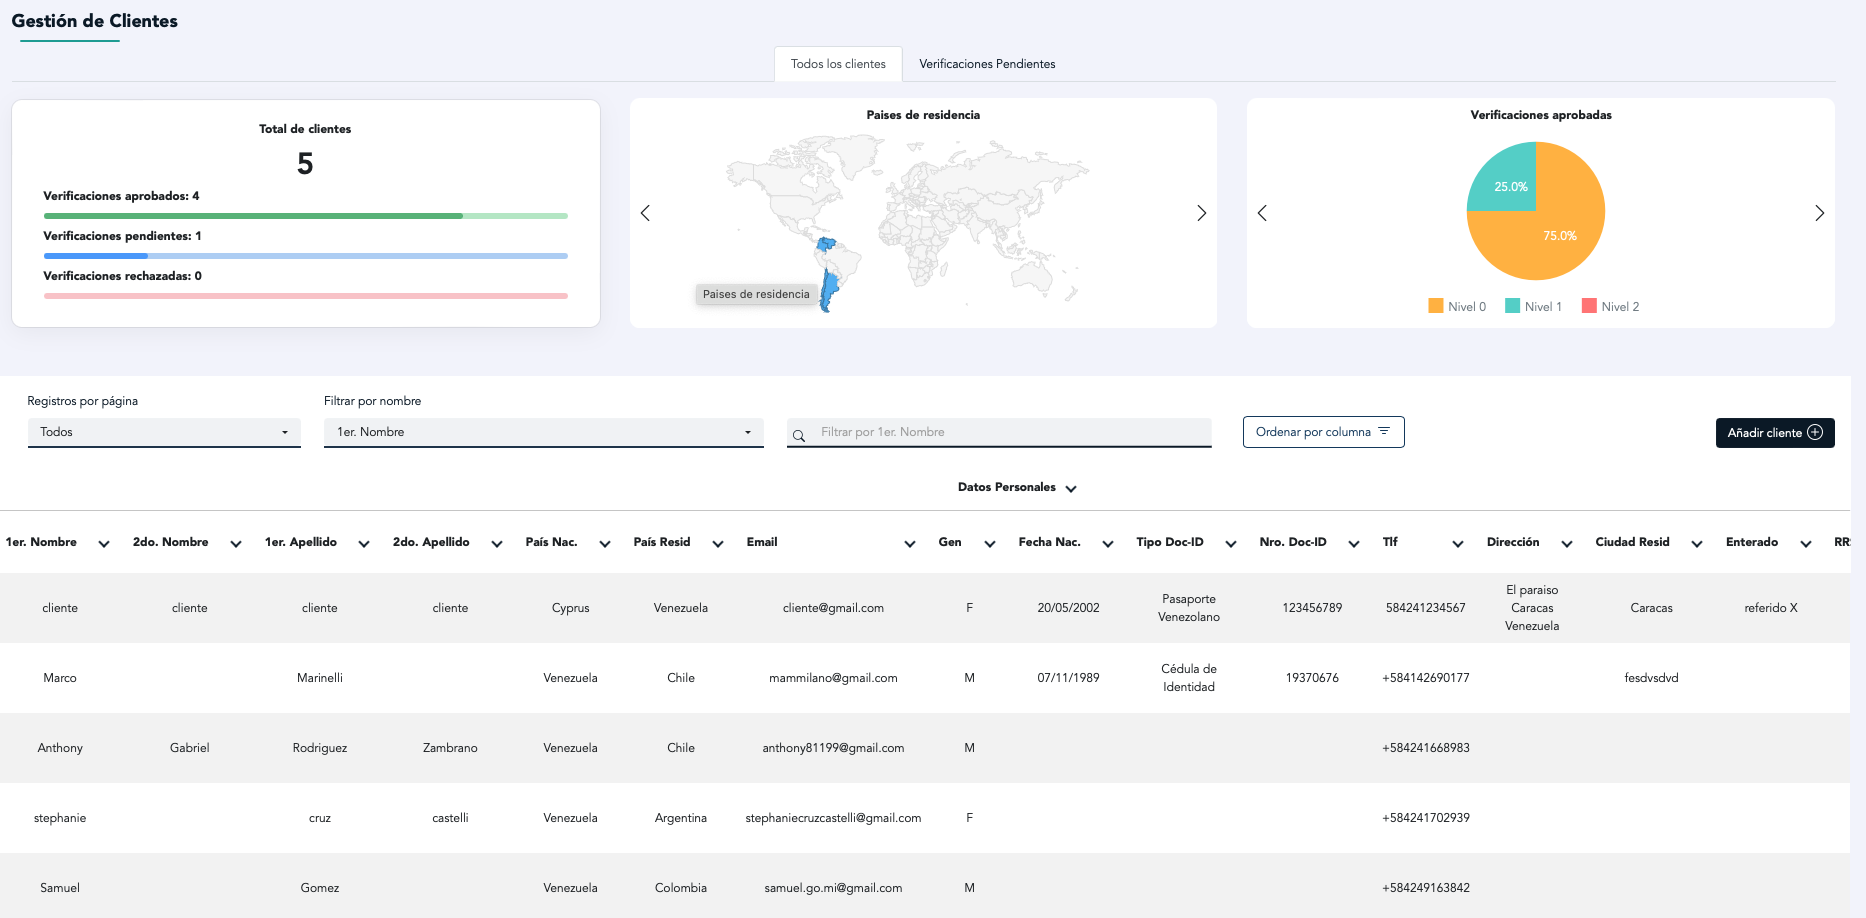 Gestión de Clientes
Todos los clientes
Verificaciones Pendientes
Total de clientes
5
Verificaciones aprobados: 4
Verificaciones pendientes: 1
Verificaciones rechazadas: 0
Paises de residencia
Paises de residencia
Verificaciones aprobadas
25.0%
75.0%
Nivel 0 Nivel 1 Nivel 2
Registros por página
Todos
Filtrar por nombre
1er. Nombre
Filtrar por 1er. Nombre
Ordenar por columna
Añadir cliente
Datos Personales
1er. Nombre 2do. Nombre 1er. Apellido 2do. Apellido País Nac. País Resid Email Gen Fecha Nac. Tipo Doc-ID Nro. Doc-ID Tlf Dirección Ciudad Resid Enterado
cliente cliente cliente cliente Cyprus Venezuela cliente@gmail.com F 20/05/2002 Pasaporte Venezolano 123456789 584241234567 El paraiso Caracas Venezuela Caracas referido X
Marco Marinelli Venezuela Chile mammilano@gmail.com M 07/11/1989 Cédula de Identidad 19370676 +584142690177 fesdvsdvd
Anthony Gabriel Rodriguez Zambrano Venezuela Chile anthony81199@gmail.com M +584241668983
stephanie cruz castelli Venezuela Argentina stephaniecruzcastelli@gmail.com F +584241702939
Samuel Gomez Venezuela Colombia samuel.go.mi@gmail.com M +584249163842